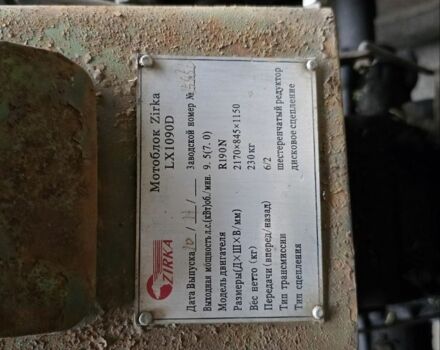 Мотоблок Zirka
LX1090D
ZIRKA
Дата Выпуска / 11 / Заводской номер №
Выходная мощность л.с.(кВт)об/мин. 9.5(7.0)
Модель двигателя R190N
Размеры(Д×Ш×В/мм) 2170×845×1150
Вес нетто (кг) 230кг
Передачи (вперед/назад) 6/2
Тип трансмиссии шестеренчатый редуктор
Тип сцепления дисковое сцепление